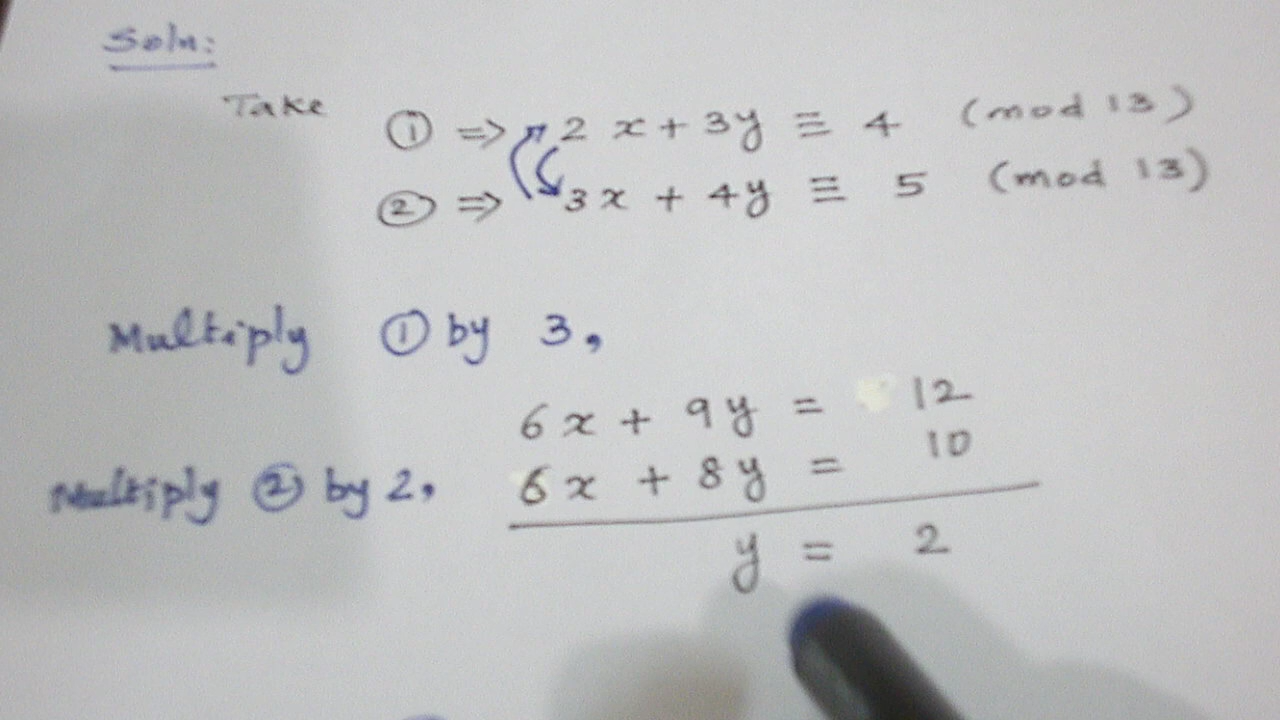 Soln:
Take ① => 2x + 3y ≡ 4 (mod 13)
② => 3x + 4y ≡ 5 (mod 13)
Multiply ① by 3,
6x + 9y = 12
Multiply ② by 2, 6x + 8y = 10
y = 2